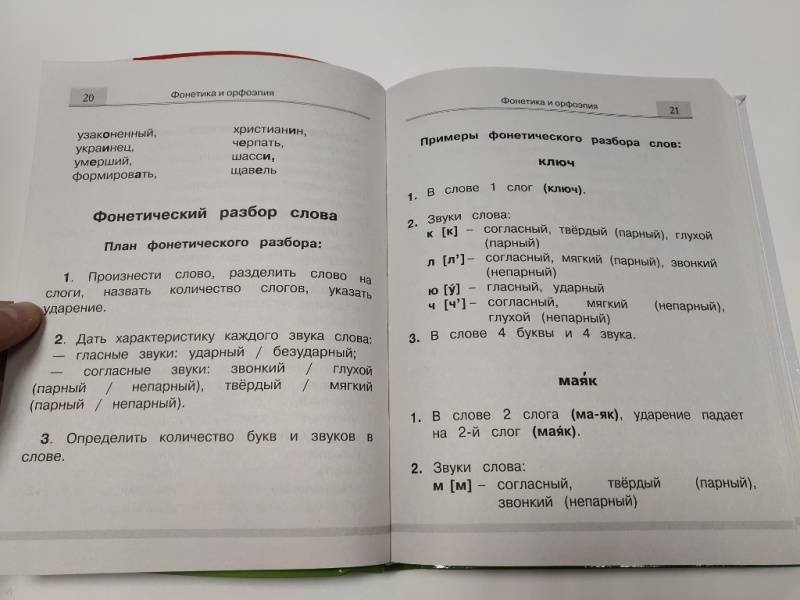 20
Фонетика и орфоэпия
узаконенный,
украинец,
умерший,
формировать,
христианин,
черпать,
шасси,
щавель
Фонетический разбор слова
План фонетического разбора:
1. Произнести слово, разделить слово на
слоги, назвать количество слогов, указать
ударение.
2. Дать характеристику каждого звука слова:
— гласные звуки: ударный / безударный;
— согласные звуки: звонкий / глухой
(парный / непарный), твёрдый / мягкий
(парный / непарный).
3. Определить количество букв и звуков в
слове.
Фонетика и орфоэпия
21
Примеры фонетического разбора слов:
ключ
1. В слове 1 слог (ключ).
2. Звуки слова:
к [к] – согласный, твёрдый (парный), глухой
(парный)
л [л’] – согласный, мягкий (парный), звонкий
(непарный)
ю [у́] – гласный, ударный
ч [ч’] – согласный, мягкий (непарный),
глухой (непарный)
3. В слове 4 буквы и 4 звука.
мая́к
1. В слове 2 слога (ма-як), ударение падает
на 2-й слог (мая́к).
2. Звуки слова:
м [м] – согласный, твёрдый (парный),
звонкий (непарный)